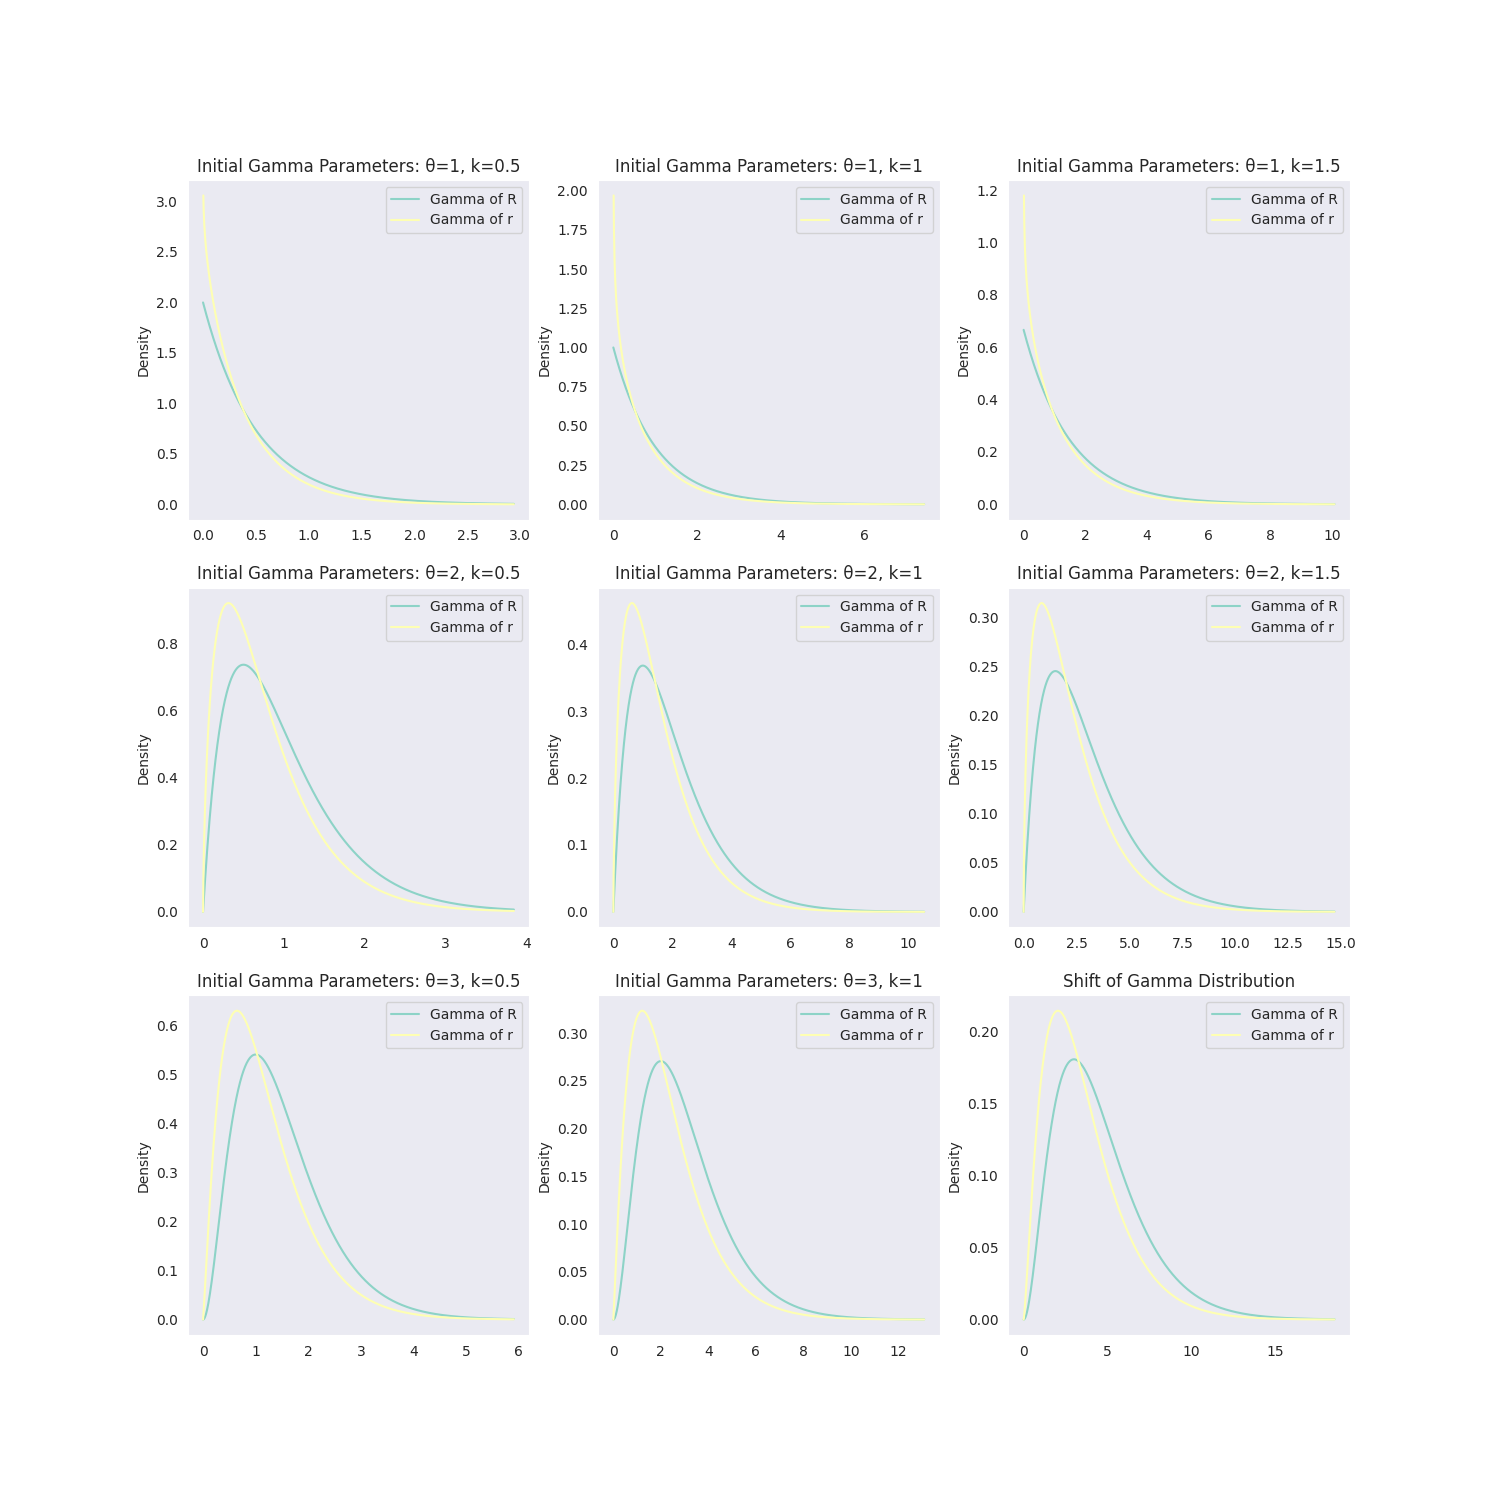 Initial Gamma Parameters: θ=1, k=0.5
Density
3.0
2.5
2.0
1.5
1.0
0.5
0.0
0.0 0.5 1.0 1.5 2.0 2.5 3.0
Gamma of R
Gamma of r
Initial Gamma Parameters: θ=1, k=1
Density
2.00
1.75
1.50
1.25
1.00
0.75
0.50
0.25
0.00
0 2 4 6
Gamma of R
Gamma of r
Initial Gamma Parameters: θ=1, k=1.5
Density
1.2
1.0
0.8
0.6
0.4
0.2
0.0
0 2 4 6 8 10
Gamma of R
Gamma of r
Initial Gamma Parameters: θ=2, k=0.5
Density
0.8
0.6
0.4
0.2
0.0
0 1 2 3 4
Gamma of R
Gamma of r
Initial Gamma Parameters: θ=2, k=1
Density
0.4
0.3
0.2
0.1
0.0
0 2 4 6 8 10
Gamma of R
Gamma of r
Initial Gamma Parameters: θ=2, k=1.5
Density
0.30
0.25
0.20
0.15
0.10
0.05
0.00
0.0 2.5 5.0 7.5 10.0 12.5 15.0
Gamma of R
Gamma of r
Initial Gamma Parameters: θ=3, k=0.5
Density
0.6
0.5
0.4
0.3
0.2
0.1
0.0
0 1 2 3 4 5 6
Gamma of R
Gamma of r
Initial Gamma Parameters: θ=3, k=1
Density
0.30
0.25
0.20
0.15
0.10
0.05
0.00
0 2 4 6 8 10 12
Gamma of R
Gamma of r
Shift of Gamma Distribution
Density
0.20
0.15
0.10
0.05
0.00
0 5 10 15
Gamma of R
Gamma of r